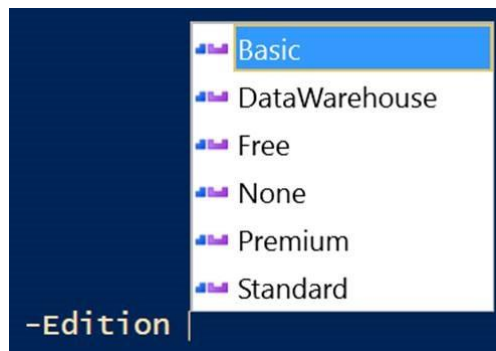 Basic
DataWarehouse
Free
None
Premium
Standard
-Edition